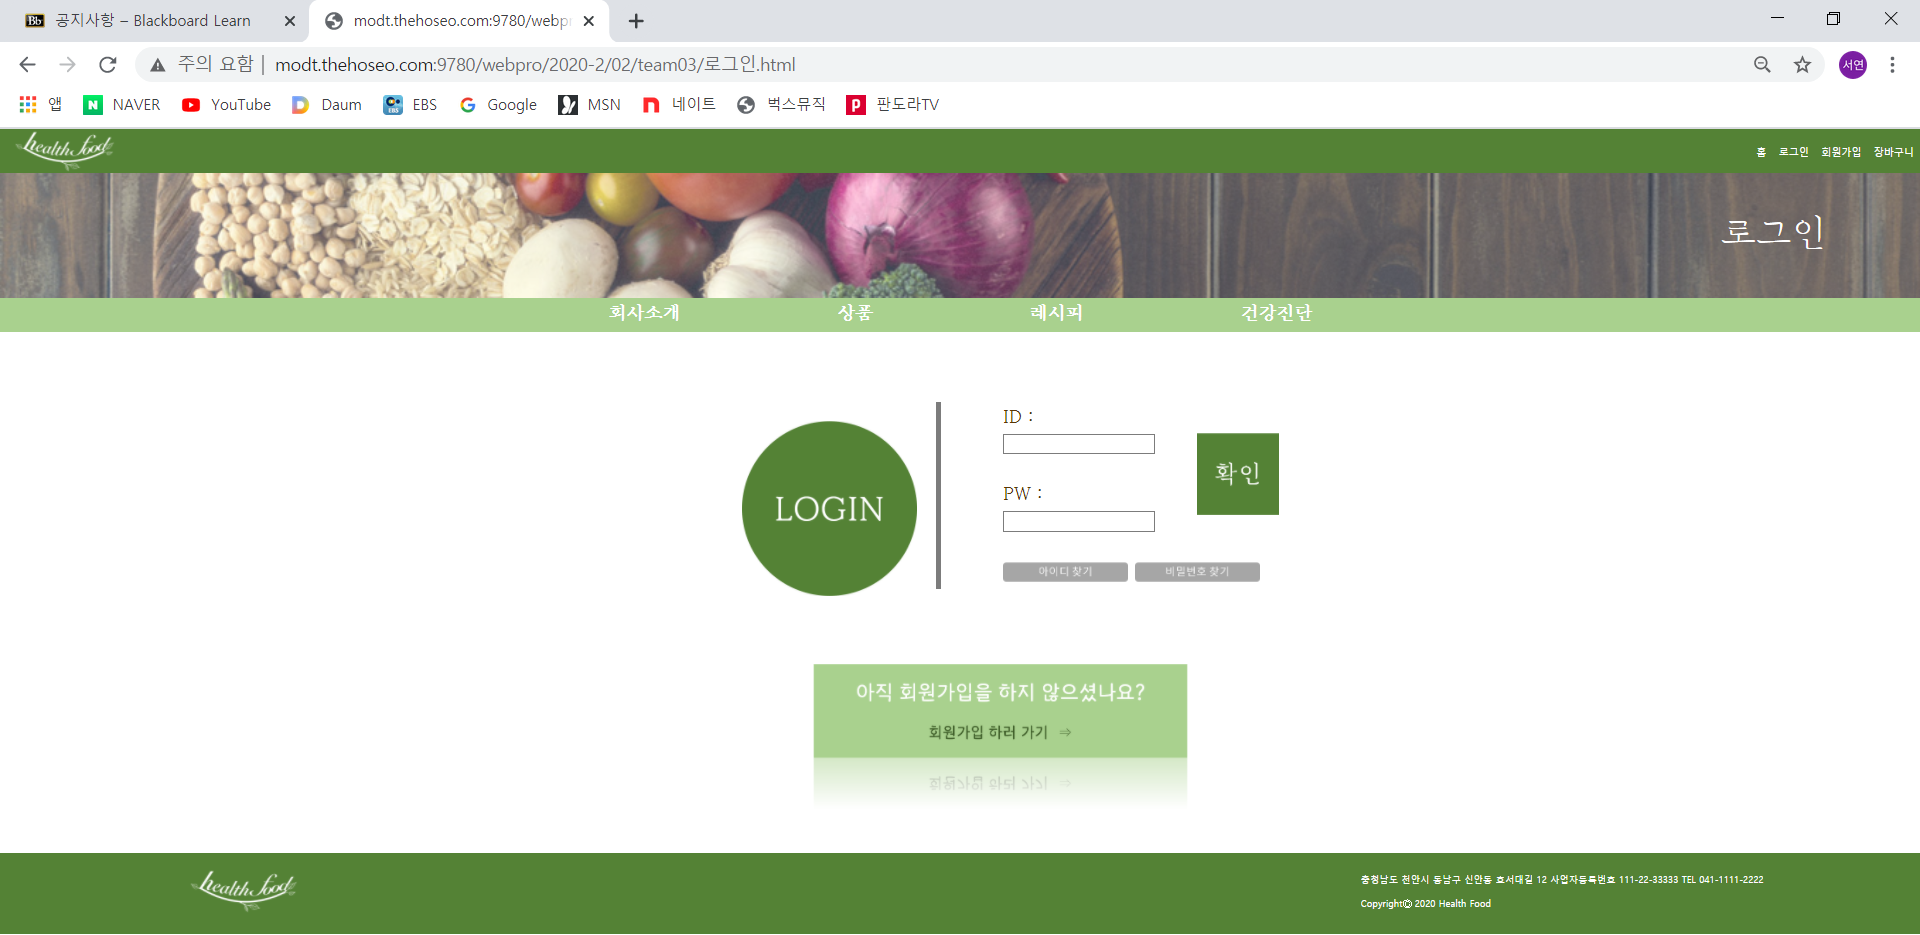 공지사항 – Blackboard Learn
modt.thehoseo.com:9780/webp
주의 요함 | modt.thehoseo.com:9780/webpro/2020-2/02/team03/로그인.html
서연
앱 NAVER YouTube Daum EBS Google MSN 네이트 벅스뮤직 판도라TV
health food
홈 로그인 회원가입 장바구니
로그인
회사소개 상품 레시피 건강진단
LOGIN
ID :
확인
PW :
아이디 찾기 비밀번호 찾기
아직 회원가입을 하지 않으셨나요?
회원가입 하러 가기 ⇒
회원가입 하러 가기 ⇒
health food
충청남도 천안시 동남구 신안동 호서대길 12 사업자등록번호 111-22-33333 TEL 041-1111-2222
Copyright© 2020 Health Food